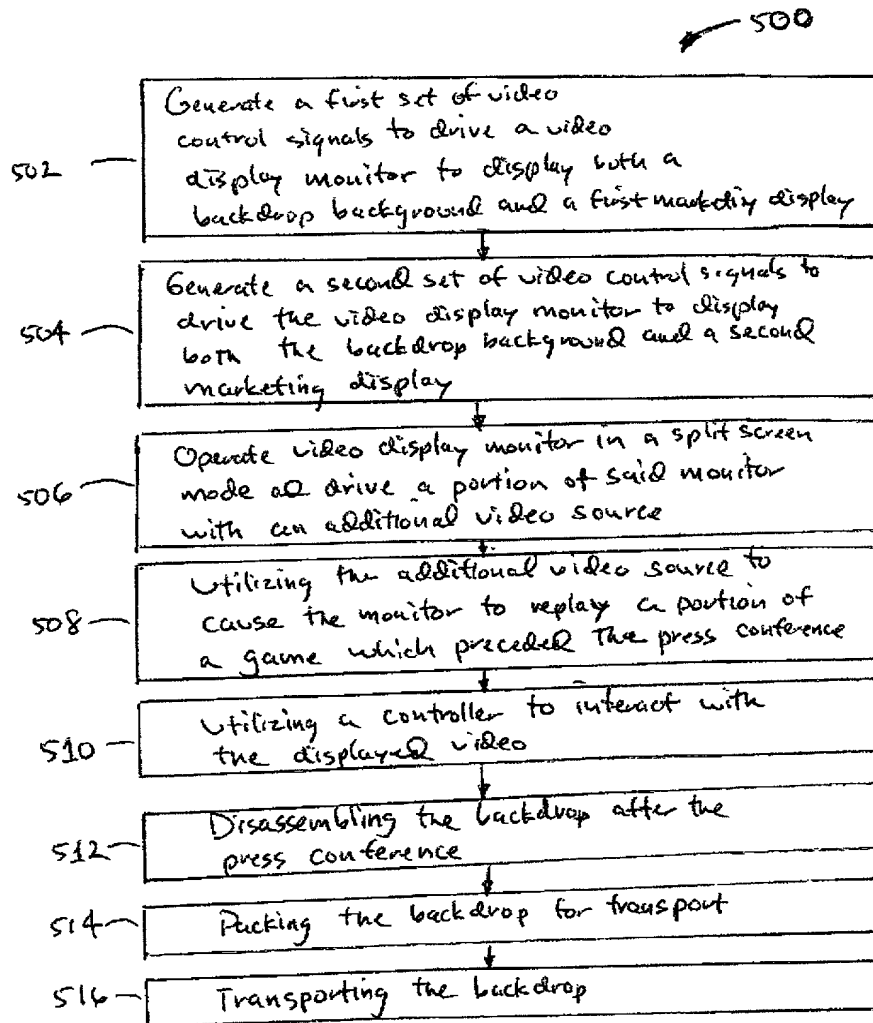 500
502
Generate a first set of video
control signals to drive a video
display monitor to display both a
backdrop background and a first marketing display
504
Generate a second set of video control signals to
drive the video display monitor to display
both the backdrop background and a second
marketing display
506
Operate video display monitor in a split screen
mode ad drive a portion of said monitor
with an additional video source
508
Utilizing the additional video source to
cause the monitor to replay a portion of
a game which preceded the press conference
510
Utilizing a controller to interact with
the displayed video
512
Disassembling the backdrop after the
press conference
514
Packing the backdrop for transport
516
Transporting the backdrop